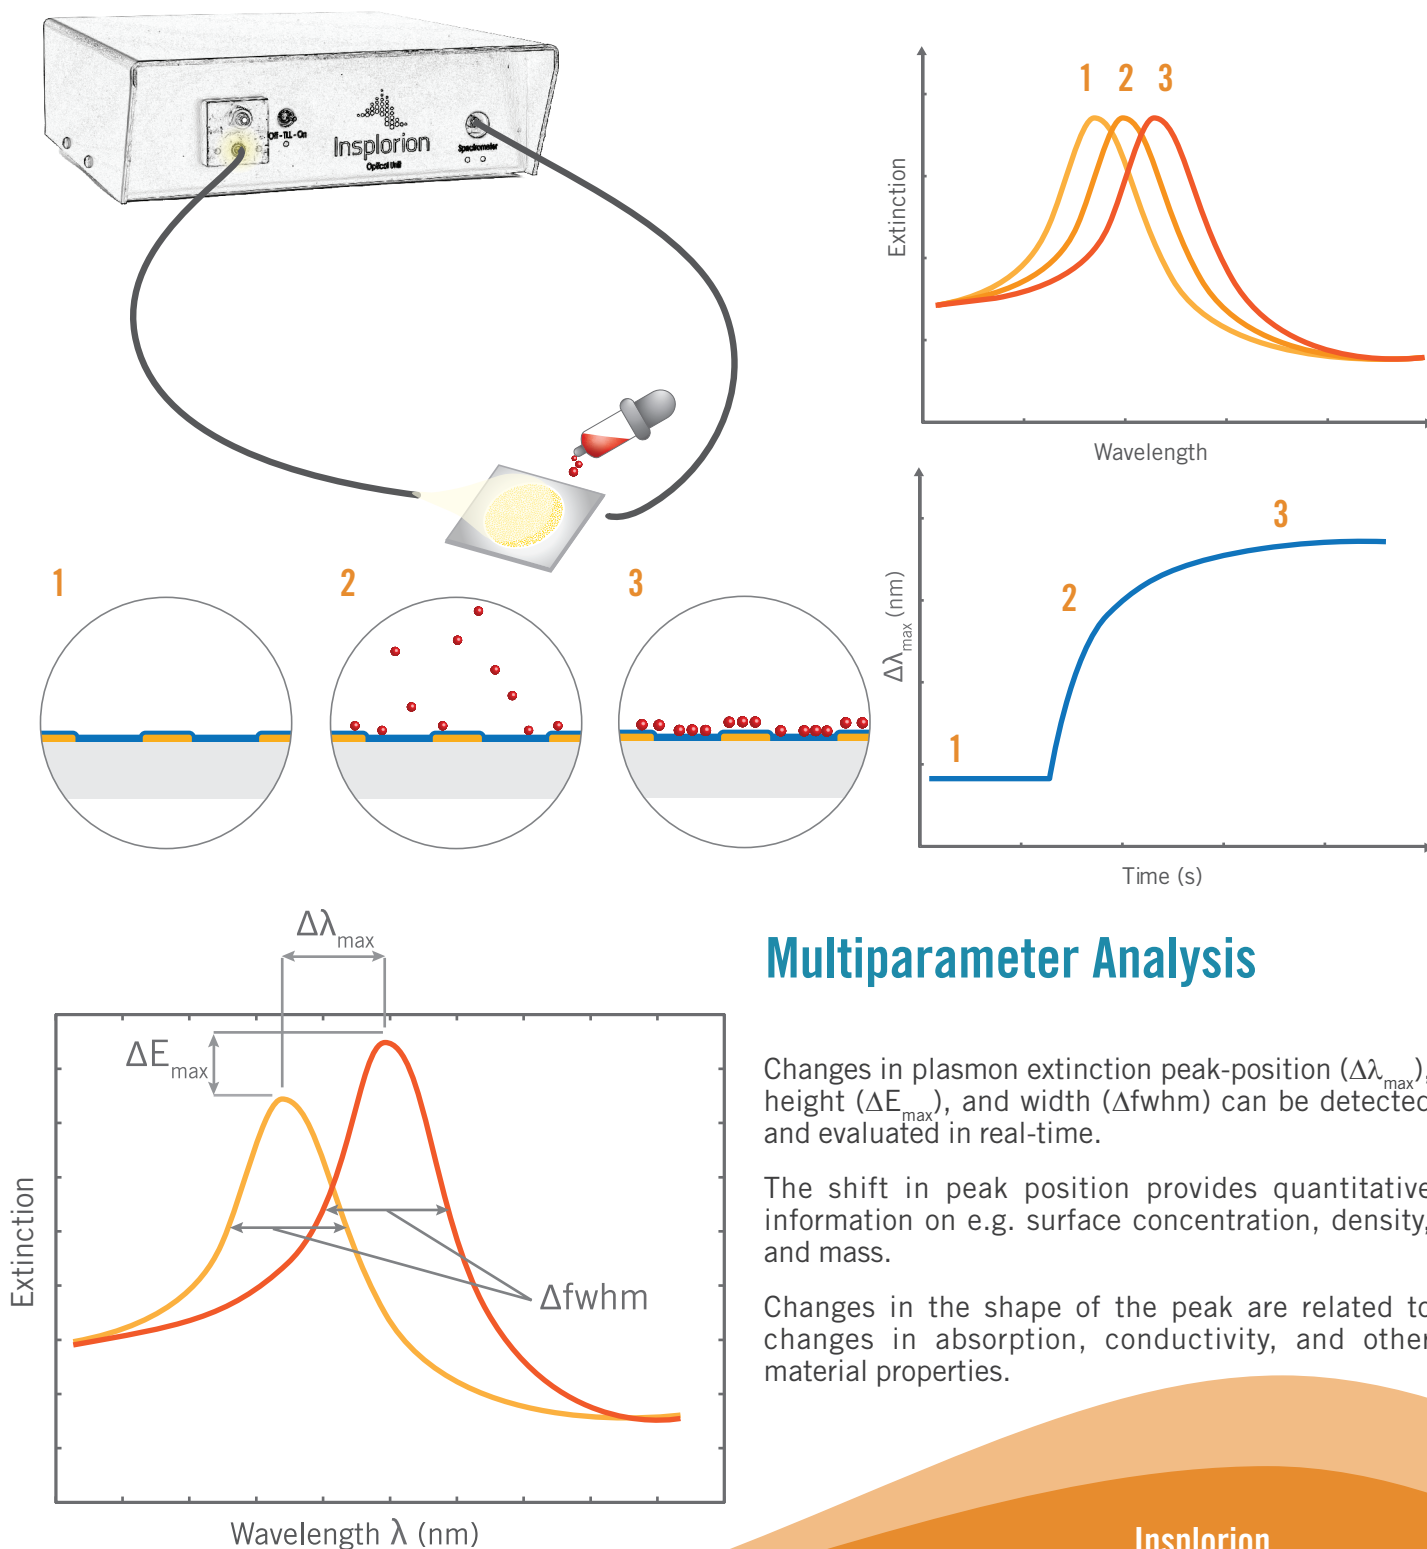 Off - TLL - On
Insplorion
Optical Unit
Spectrometer
1 2 3
Extinction
Wavelength
1
2
3
Δλmax (nm)
1
2
3
Time (s)
Δλmax
ΔEmax
Δfwhm
Extinction
Wavelength λ (nm)
Multiparameter Analysis
Changes in plasmon extinction peak-position (Δλmax),
height (ΔEmax), and width (Δfwhm) can be detected
and evaluated in real-time.
The shift in peak position provides quantitative
information on e.g. surface concentration, density,
and mass.
Changes in the shape of the peak are related to
changes in absorption, conductivity, and other
material properties.
Insplorion